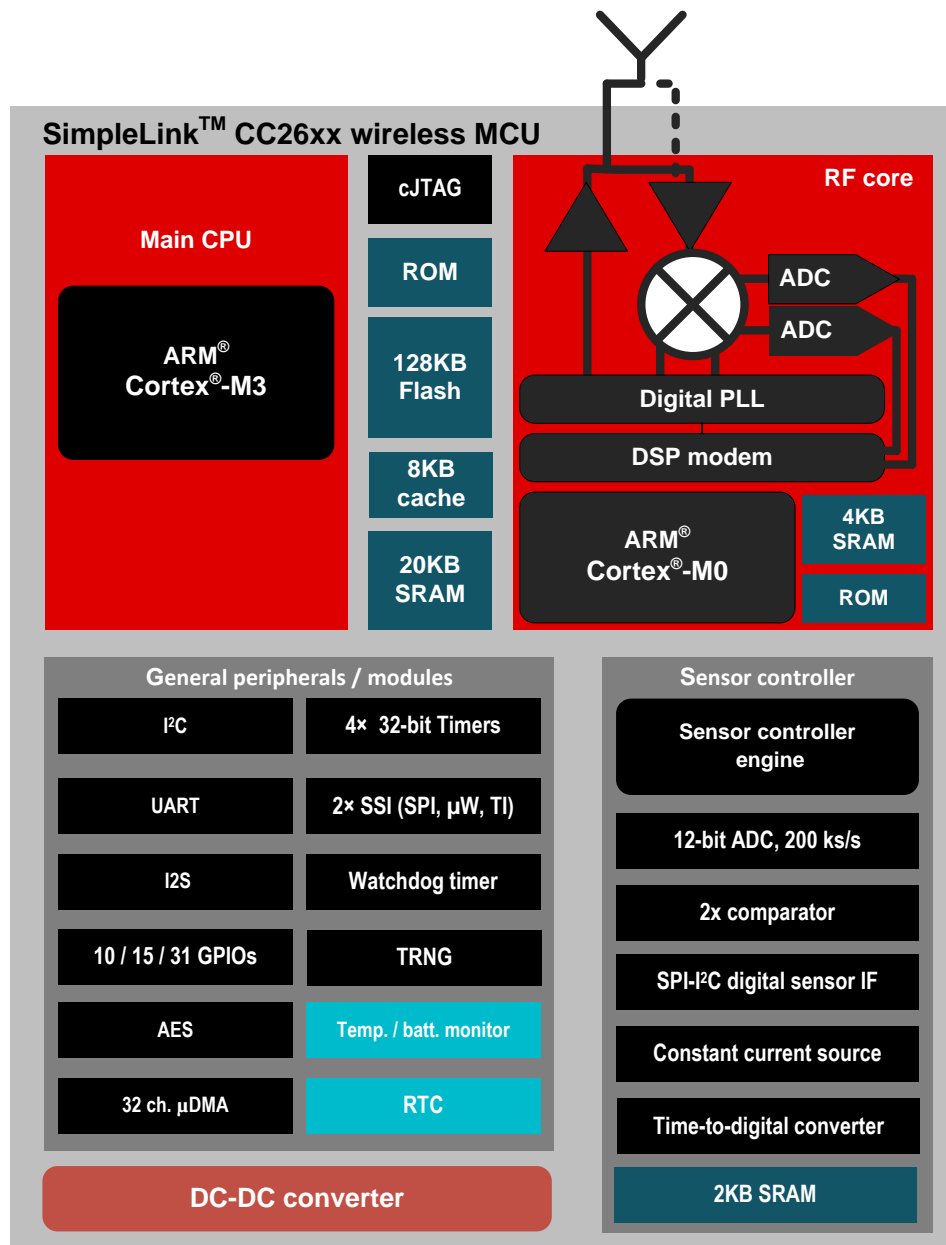 SimpleLink™ CC26xx wireless MCU
Main CPU
ARM®
Cortex®-M3
cJTAG
ROM
128KB
Flash
8KB
cache
20KB
SRAM
RF core
ADC
ADC
Digital PLL
DSP modem
ARM®
Cortex®-M0
4KB
SRAM
ROM
General peripherals / modules
I²C
4× 32-bit Timers
UART
2× SSI (SPI, µW, TI)
I2S
Watchdog timer
10 / 15 / 31 GPIOs
TRNG
AES
Temp. / batt. monitor
32 ch. µDMA
RTC
Sensor controller
Sensor controller
engine
12-bit ADC, 200 ks/s
2x comparator
SPI-I²C digital sensor IF
Constant current source
Time-to-digital converter
2KB SRAM
DC-DC converter